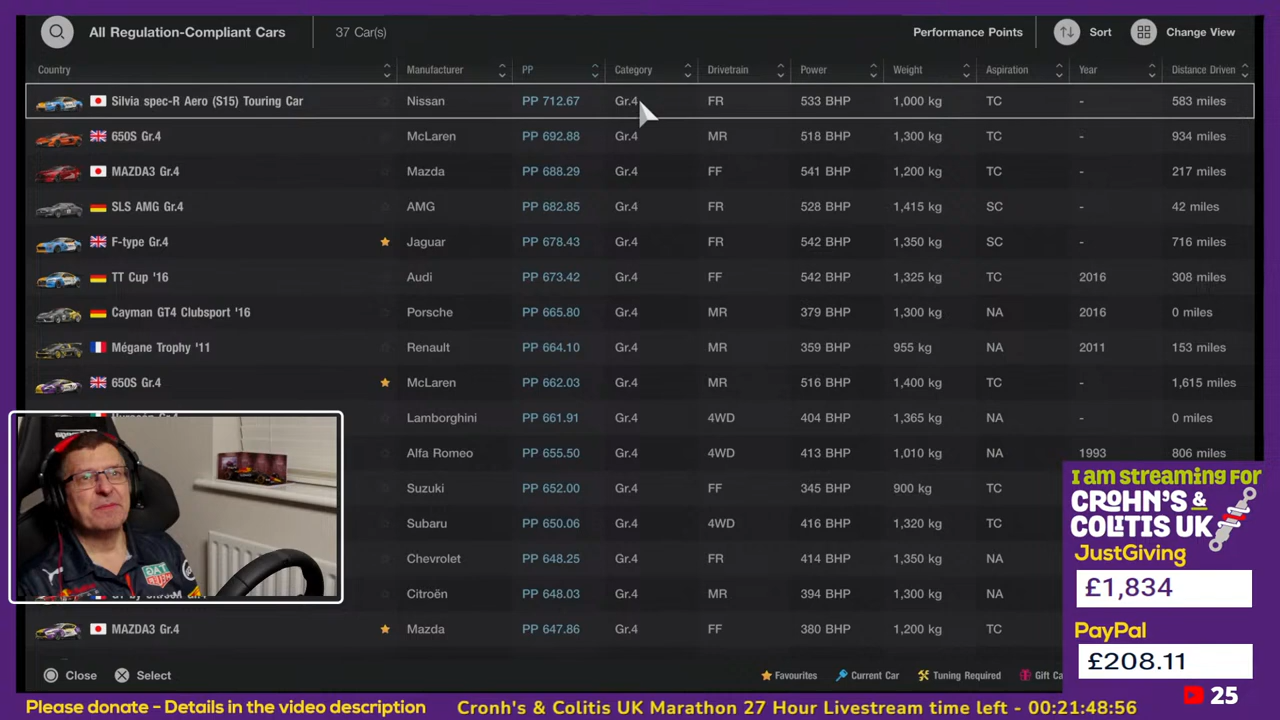 All Regulation-Compliant Cars 37 Car(s) Performance Points Sort Change View
Country Manufacturer PP Category Drivetrain Power Weight Aspiration Year Distance Driven
Silvia spec-R Aero (S15) Touring Car Nissan PP 712.67 Gr.4 FR 533 BHP 1,000 kg TC - 583 miles
650S Gr.4 McLaren PP 692.88 Gr.4 MR 518 BHP 1,300 kg TC - 934 miles
MAZDA3 Gr.4 Mazda PP 688.29 Gr.4 FF 541 BHP 1,200 kg TC - 217 miles
SLS AMG Gr.4 AMG PP 682.85 Gr.4 FR 528 BHP 1,415 kg SC - 42 miles
F-type Gr.4 Jaguar PP 678.43 Gr.4 FR 542 BHP 1,350 kg SC - 716 miles
TT Cup '16 Audi PP 673.42 Gr.4 FF 542 BHP 1,325 kg TC 2016 308 miles
Cayman GT4 Clubsport '16 Porsche PP 665.80 Gr.4 MR 379 BHP 1,300 kg NA 2016 0 miles
Mégane Trophy '11 Renault PP 664.10 Gr.4 MR 359 BHP 955 kg NA 2011 153 miles
650S Gr.4 McLaren PP 662.03 Gr.4 MR 516 BHP 1,400 kg TC - 1,615 miles
Lamborghini PP 661.91 Gr.4 4WD 404 BHP 1,365 kg NA - 0 miles
Alfa Romeo PP 655.50 Gr.4 4WD 413 BHP 1,010 kg NA 1993 806 miles
Suzuki PP 652.00 Gr.4 FF 345 BHP 900 kg TC
Subaru PP 650.06 Gr.4 4WD 416 BHP 1,320 kg TC
Chevrolet PP 648.25 Gr.4 FR 414 BHP 1,350 kg NA
Citroën PP 648.03 Gr.4 MR 394 BHP 1,300 kg NA
MAZDA3 Gr.4 Mazda PP 647.86 Gr.4 FF 380 BHP 1,200 kg TC
Close Select Favourites Current Car Tuning Required Gift
I am streaming for
CROHN'S &
COLITIS UK
JustGiving
£1,834
PayPal
£208.11
TAG
Please donate - Details in the video description Cronh's & Colitis UK Marathon 27 Hour Livestream time left - 00:21:48:56 25